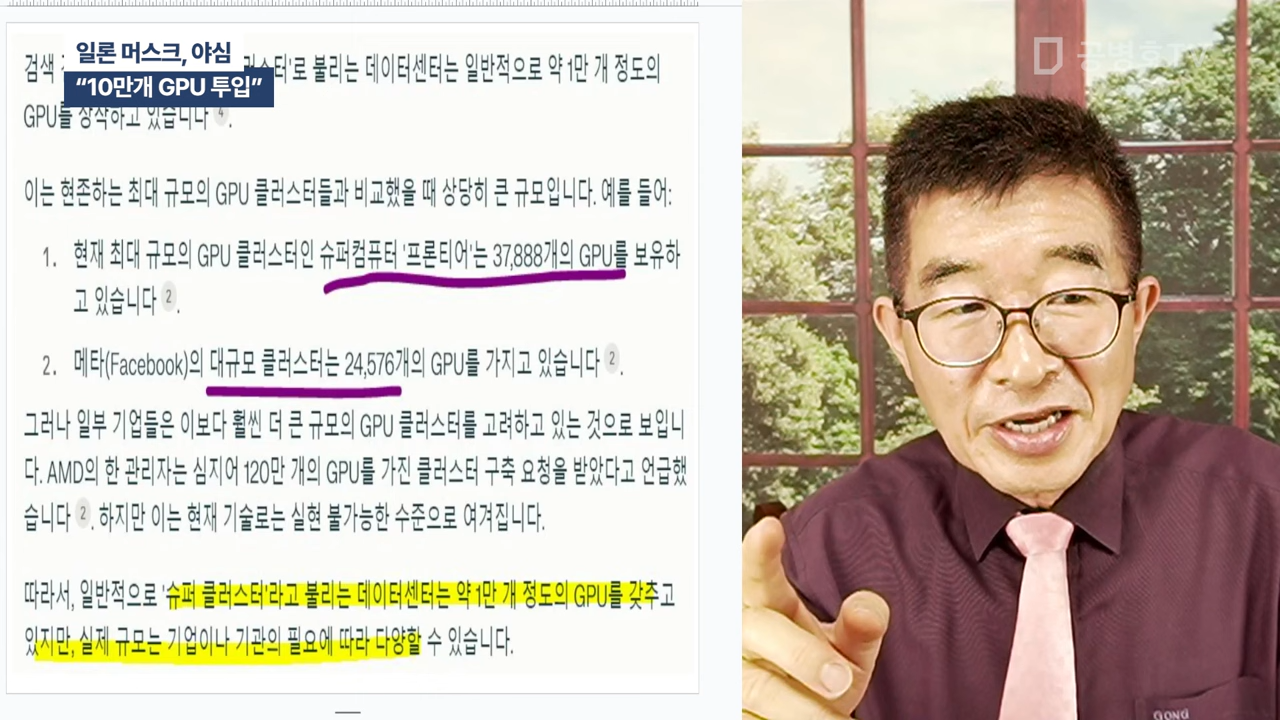 일론 머스크, 야심
“10만개 GPU 투입”
검색 러스터'로 불리는 데이터센터는 일반적으로 약 1만 개 정도의
GPU를 장착하고 있습니다 4.
이는 현존하는 최대 규모의 GPU 클러스터들과 비교했을 때 상당히 큰 규모입니다. 예를 들어:
1. 현재 최대 규모의 GPU 클러스터인 슈퍼컴퓨터 '프론티어'는 37,888개의 GPU를 보유하
고 있습니다 2.
2. 메타(Facebook)의 대규모 클러스터는 24,576개의 GPU를 가지고 있습니다 2.
그러나 일부 기업들은 이보다 훨씬 더 큰 규모의 GPU 클러스터를 고려하고 있는 것으로 보입니
다. AMD의 한 관리자는 심지어 120만 개의 GPU를 가진 클러스터 구축 요청을 받았다고 언급했
습니다 2. 하지만 이는 현재 기술로는 실현 불가능한 수준으로 여겨집니다.
따라서, 일반적으로 '슈퍼 클러스터'라고 불리는 데이터센터는 약 1만 개 정도의 GPU를 갖추고
있지만, 실제 규모는 기업이나 기관의 필요에 따라 다양할 수 있습니다.
공병호TV
GONG